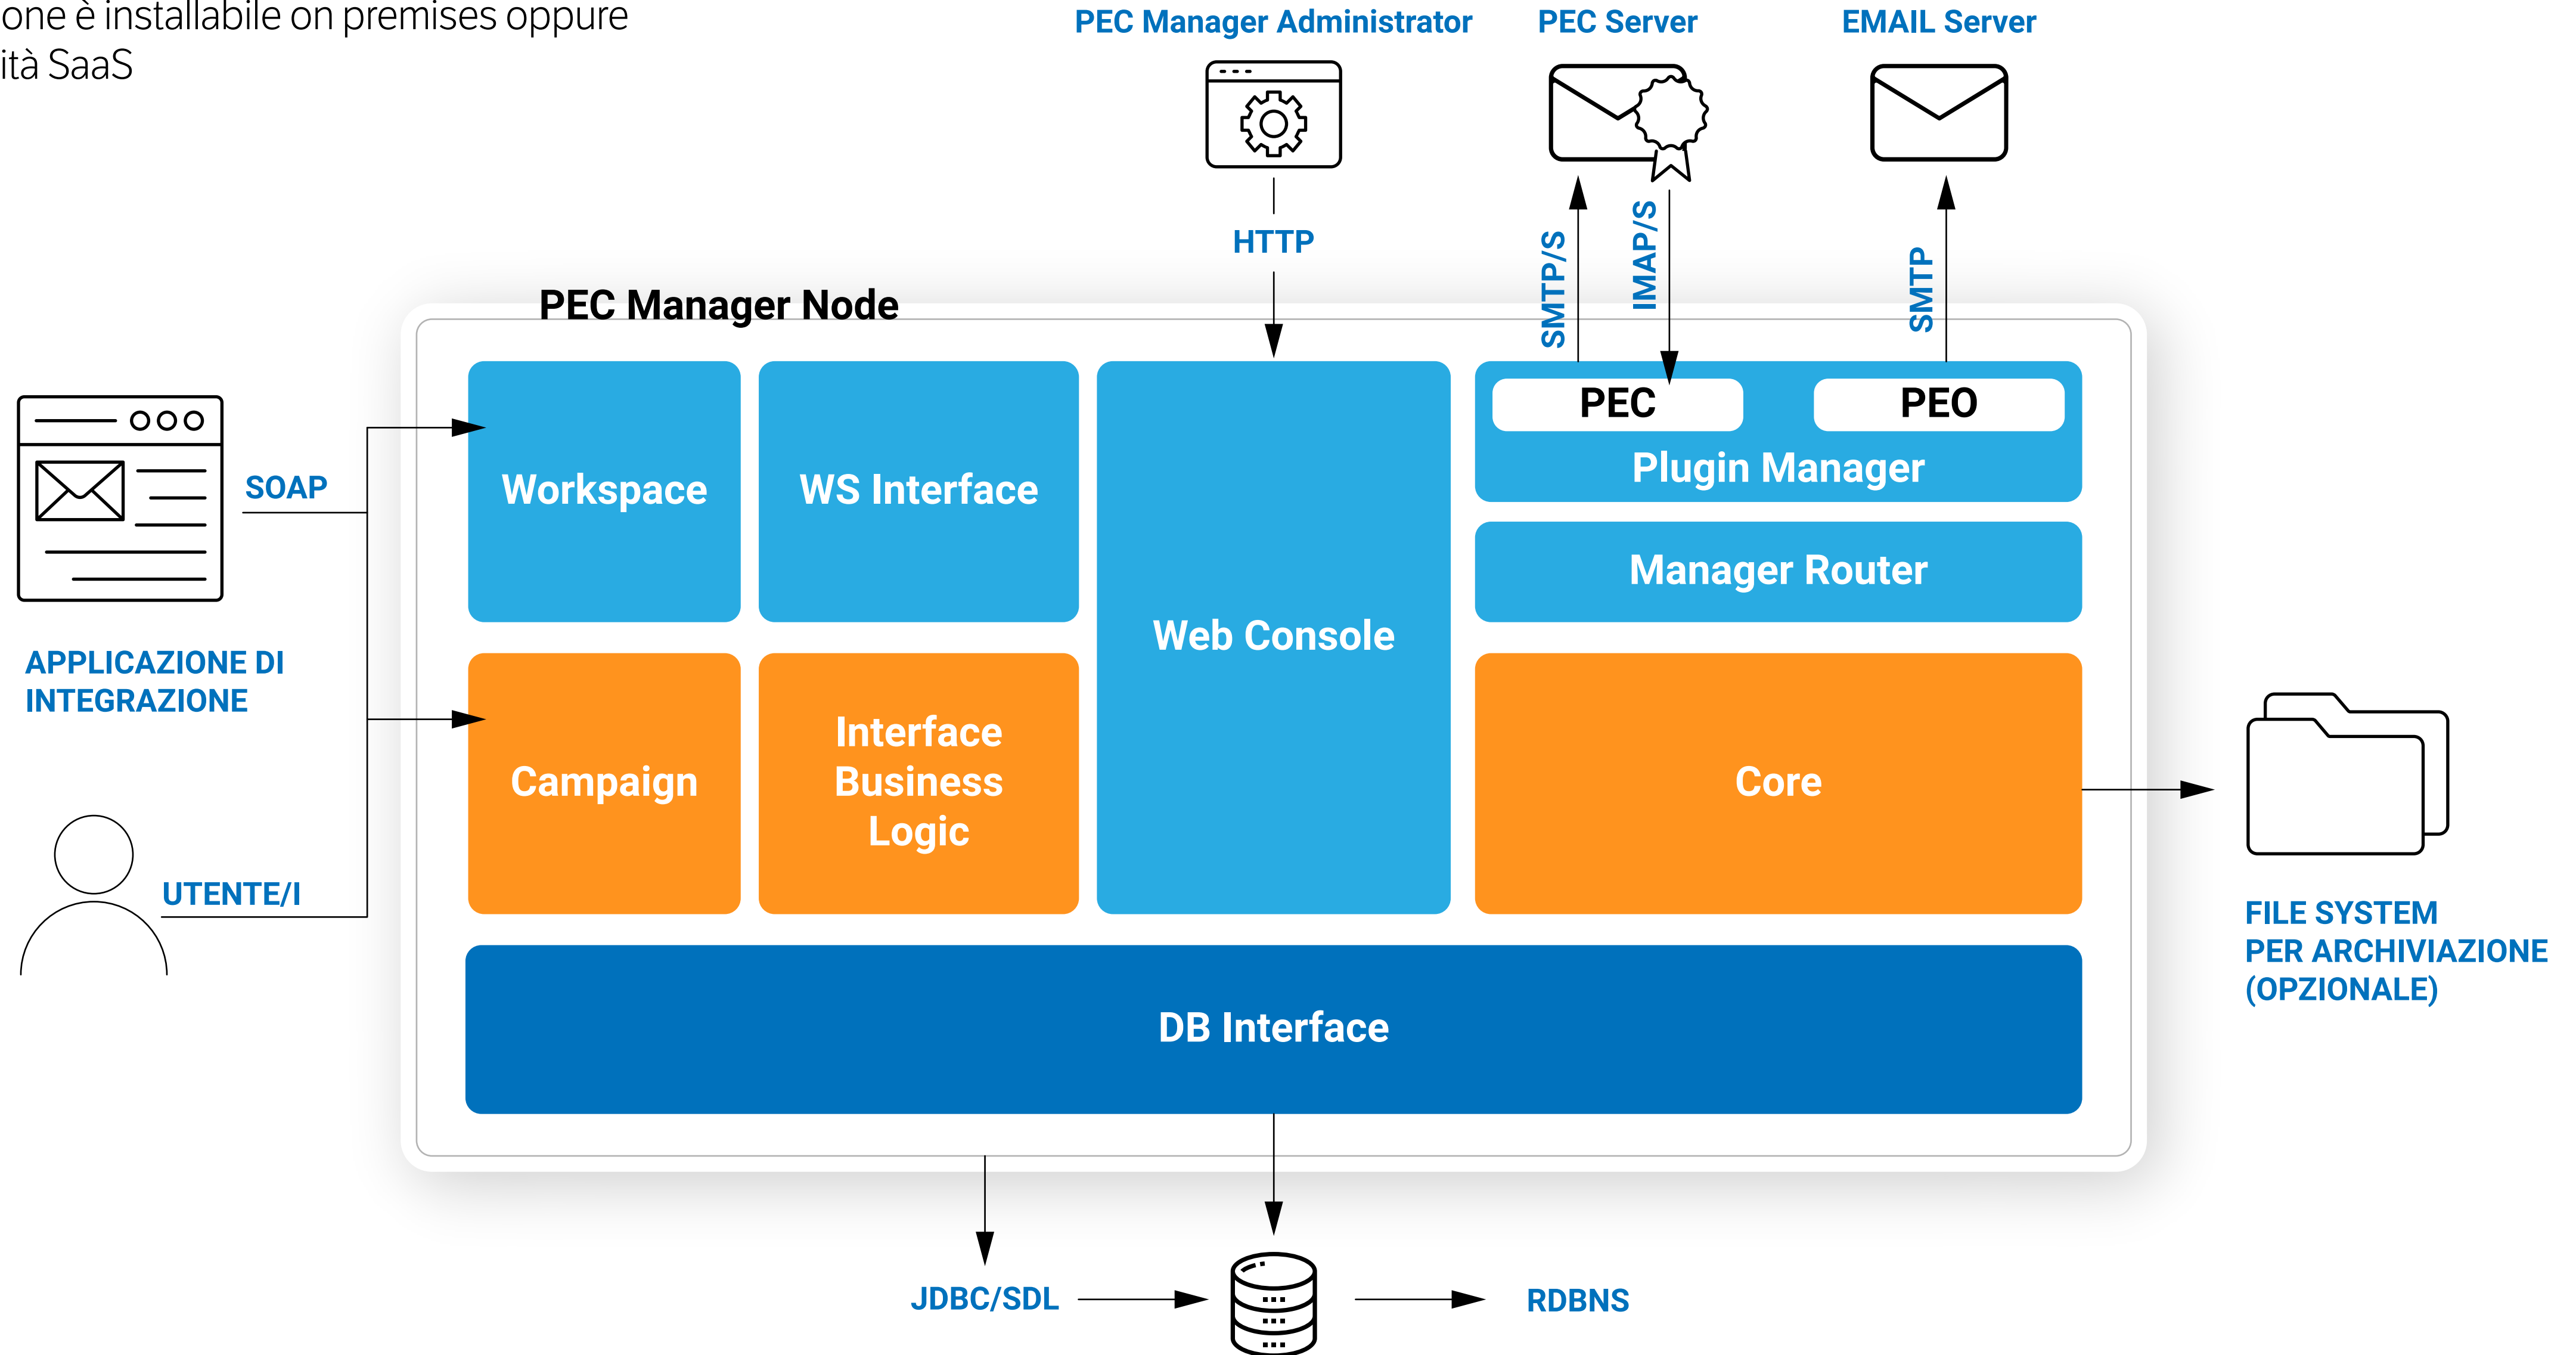 one è installabile on premises oppure
ità SaaS
PEC Manager Administrator
PEC Server
EMAIL Server
HTTP
SMTP/S
IMAP/S
SMTP
PEC Manager Node
SOAP
APPLICAZIONE DI
INTEGRAZIONE
UTENTE/I
Workspace
WS Interface
Web Console
PEC
PEO
Plugin Manager
Manager Router
Campaign
Interface
Business
Logic
Core
DB Interface
FILE SYSTEM
PER ARCHIVIAZIONE
(OPZIONALE)
JDBC/SDL
RDBNS